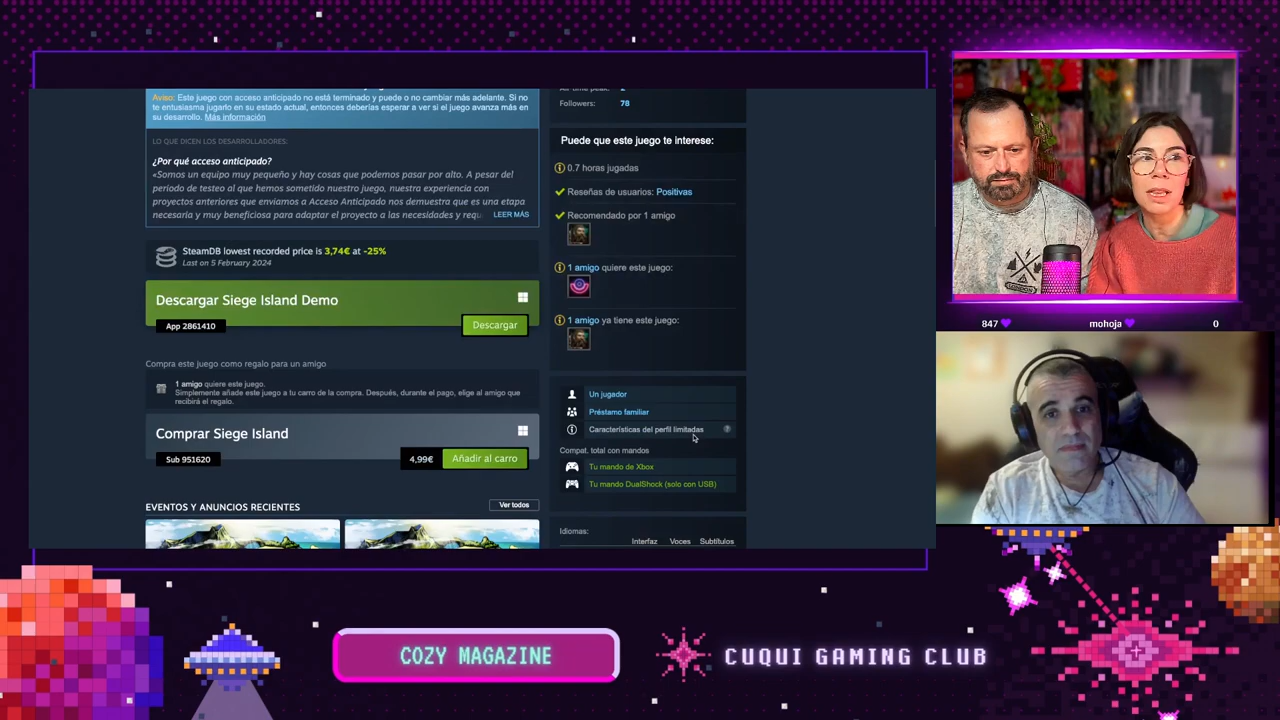 Aviso: Este juego con acceso anticipado no está terminado y puede o no cambiar más adelante. Si no
te entusiasma jugarlo en su estado actual, entonces deberías esperar a ver si el juego avanza más en
su desarrollo. Más información
LO QUE DICEN LOS DESARROLLADORES:
¿Por qué acceso anticipado?
«Somos un equipo muy pequeño y hay cosas que podemos pasar por alto. A pesar del
período de testeo al que hemos sometido nuestro juego, nuestra experiencia con
proyectos anteriores que enviamos a Acceso Anticipado nos demuestra que es una etapa
necesaria y muy beneficiosa para adaptar el proyecto a las necesidades y requ
LEER MÁS
SteamDB lowest recorded price is 3,74€ at -25%
Last on 5 February 2024
Descargar Siege Island Demo
App 2861410
Descargar
Compra este juego como regalo para un amigo
1 amigo quiere este juego.
Simplemente añade este juego a tu carro de la compra. Después, durante el pago, elige al amigo que
recibirá el regalo.
Comprar Siege Island
Sub 951620
4,99€
Añadir al carro
EVENTOS Y ANUNCIOS RECIENTES
Ver todos
Followers: 78
Puede que este juego te interese:
0.7 horas jugadas
Reseñas de usuarios: Positivas
Recomendado por 1 amigo
1 amigo quiere este juego:
1 amigo ya tiene este juego:
Un jugador
Préstamo familiar
Características del perfil limitadas ?
Compat. total con mandos
Tu mando de Xbox
Tu mando DualShock (solo con USB)
Idiomas:
Interfaz Voces Subtítulos
LONDON
847 mohoja 0
COZY MAGAZINE
CUQUI GAMING CLUB